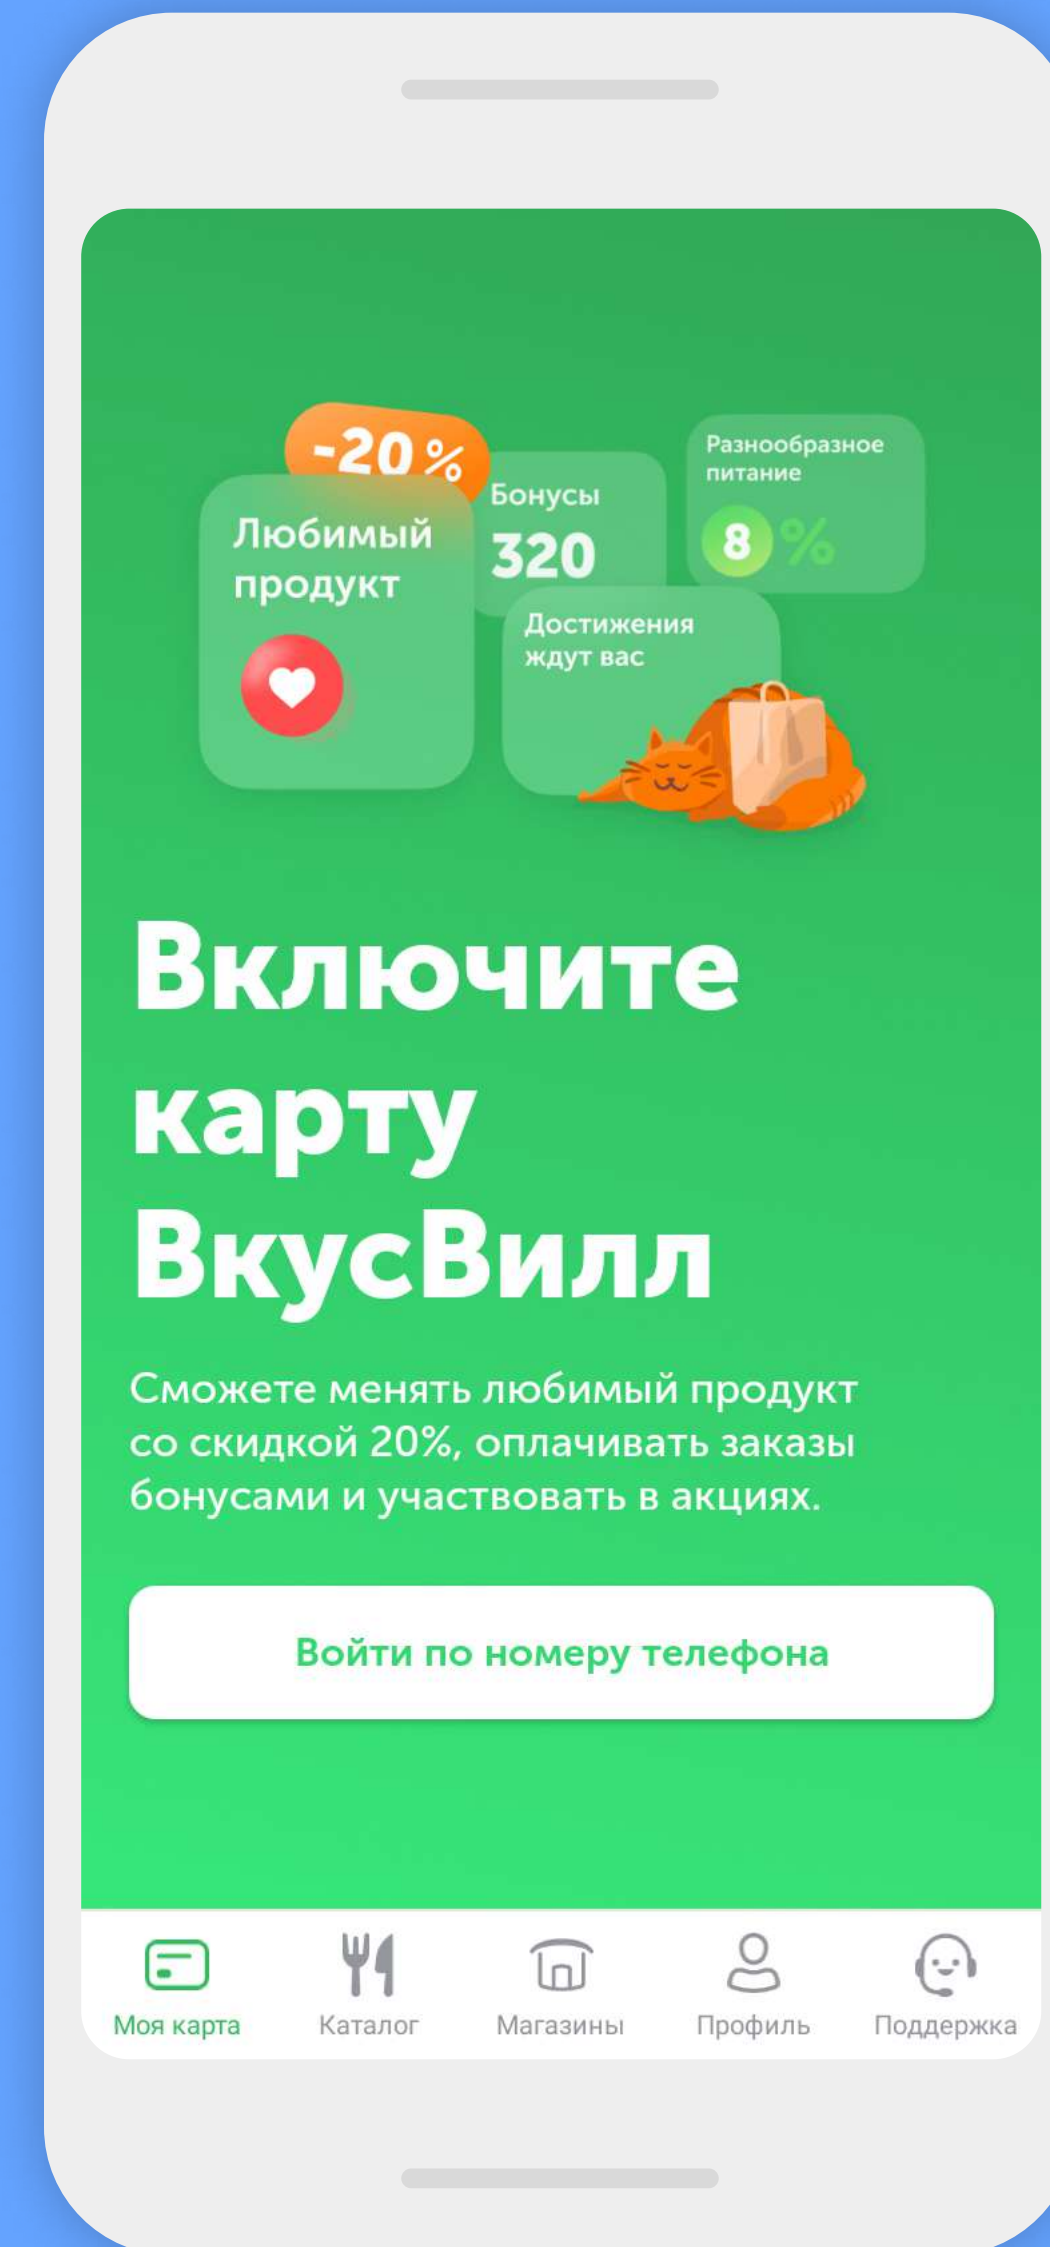 -20%
Любимый
продукт
Бонусы
320
Разнообразное
питание
8 %
Достижения
ждут вас
Включите
карту
ВкусВилл
Сможете менять любимый продукт
со скидкой 20%, оплачивать заказы
бонусами и участвовать в акциях.
Войти по номеру телефона
Моя карта
Каталог
Магазины
Профиль
Поддержка